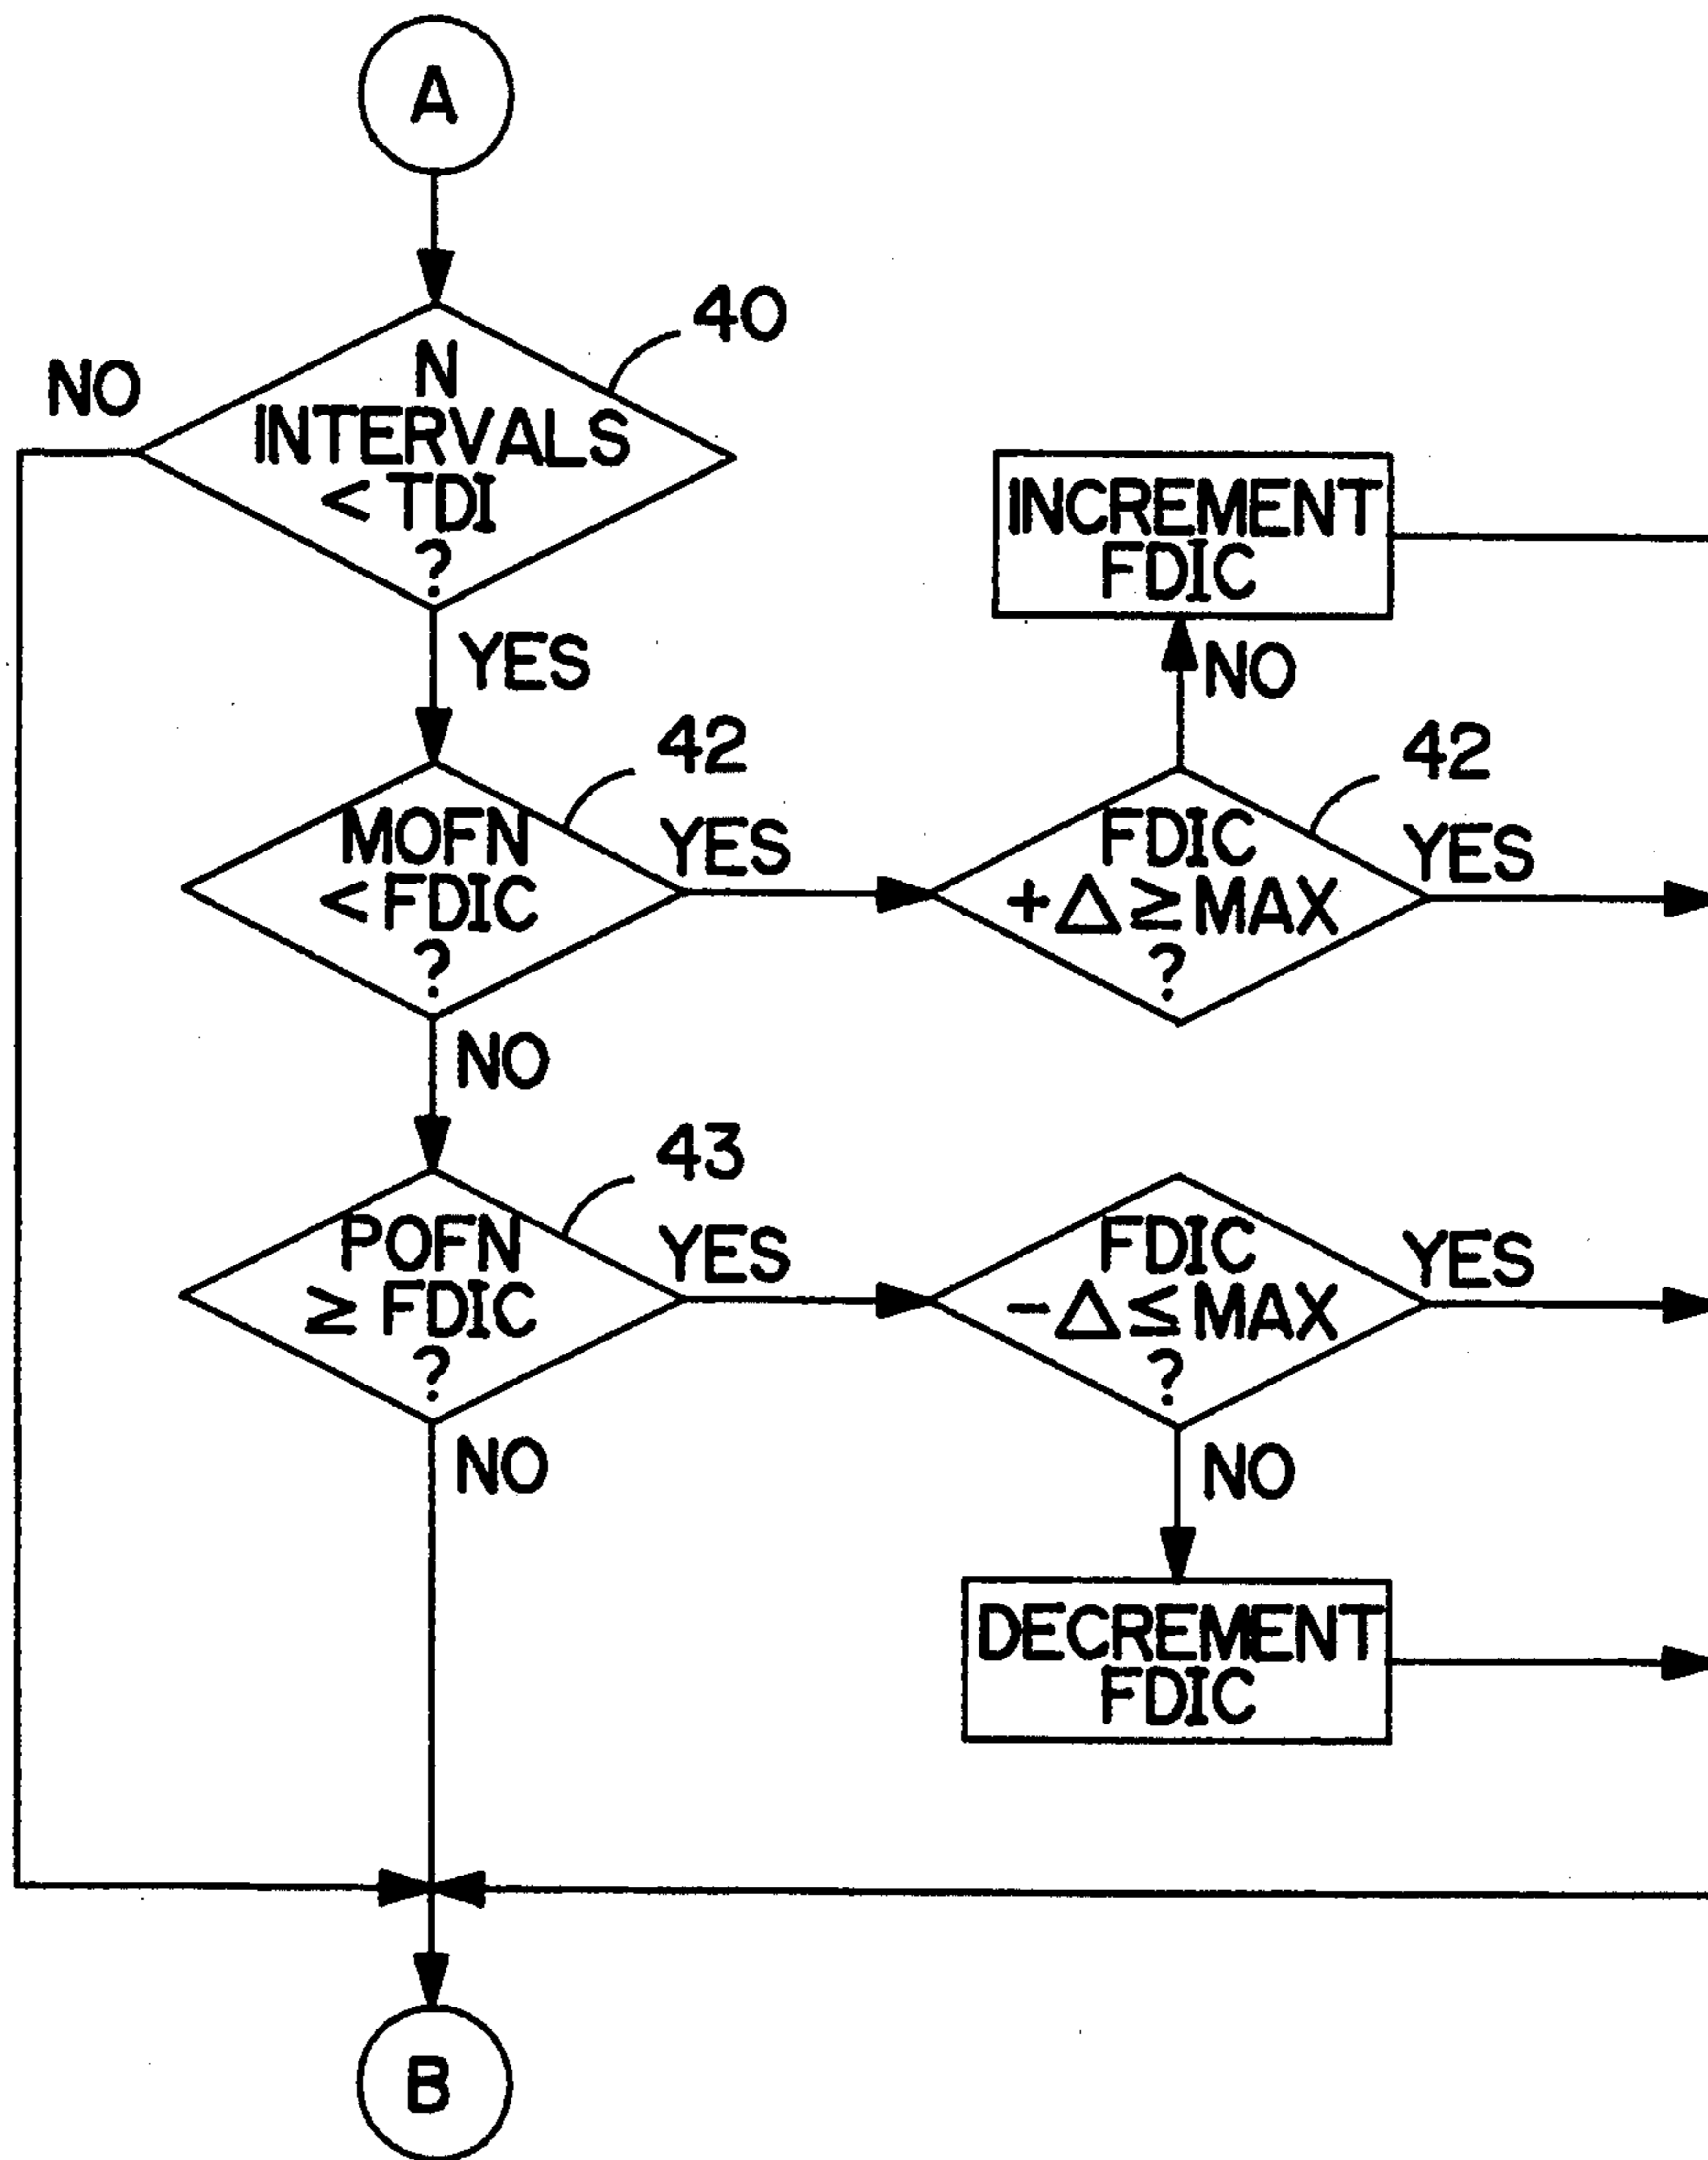 A
40
NO
N
INTERVALS
< TDI
?
YES
INCREMENT
FDIC
NO
42
MOFN
< FDIC
?
YES
42
FDIC
+Δ≥MAX
?
YES
NO
43
POFN
≥ FDIC
?
YES
FDIC
-Δ≤MAX
?
YES
NO
NO
DECREMENT
FDIC
B